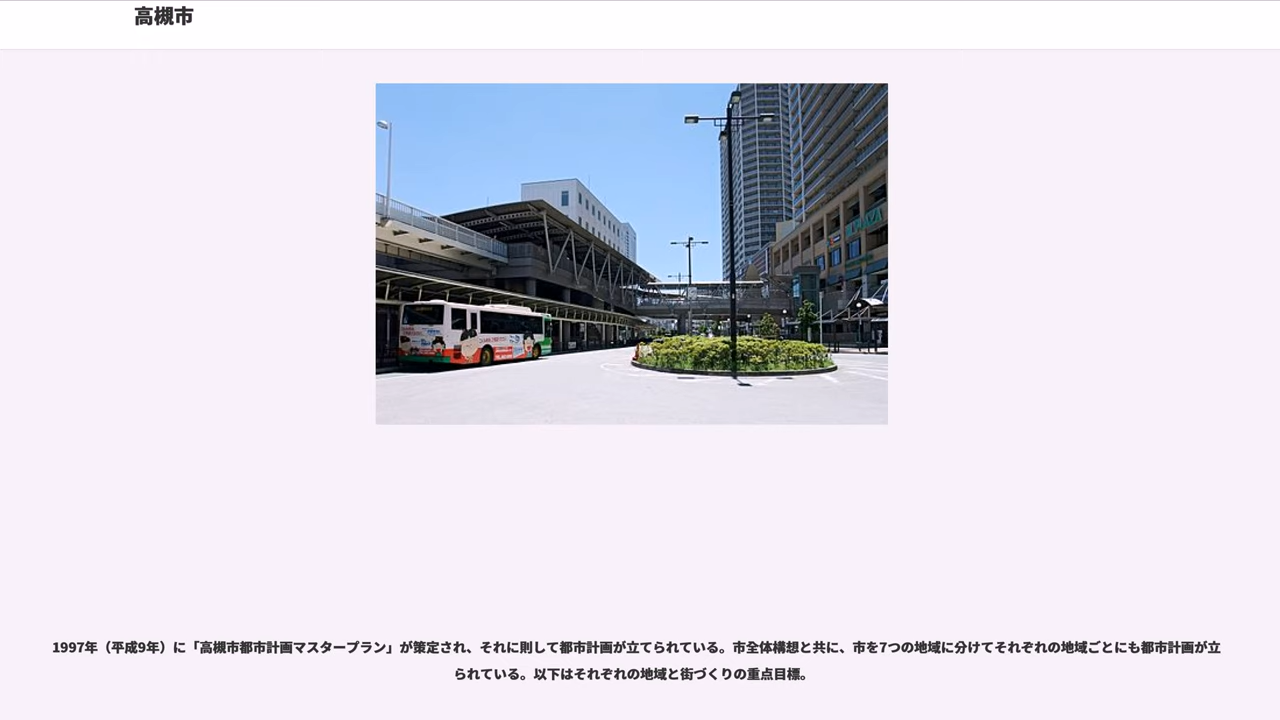 高槻市
1997年（平成9年）に「高槻市都市計画マスタープラン」が策定され、それに則して都市計画が立てられている。市全体構想と共に、市を7つの地域に分けてそれぞれの地域ごとにも都市計画が立
られている。以下はそれぞれの地域と街づくりの重点目標。